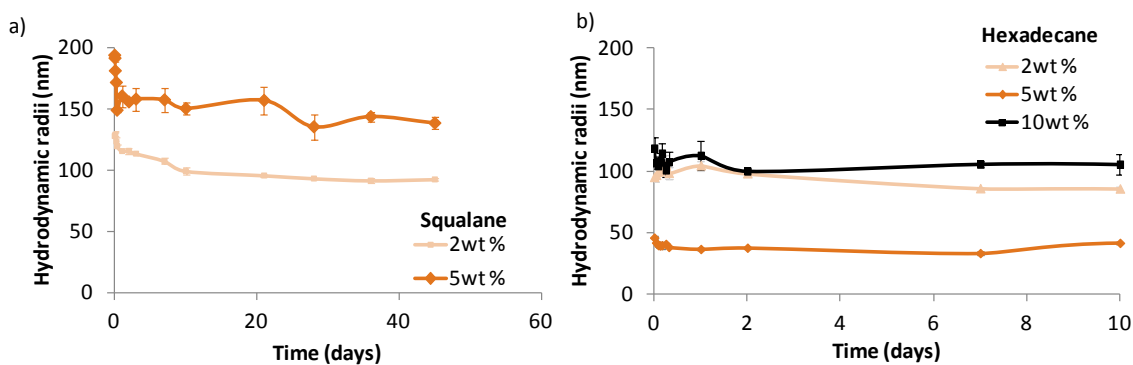 a)
200
150
100
50
0
Hydrodynamic radii (nm)
Squalane
2wt %
5wt %
0 20 40 60
Time (days)
b)
200
150
100
50
0
Hydrodynamic radii (nm)
Hexadecane
2wt %
5wt %
10wt %
0 2 4 6 8 10
Time (days)